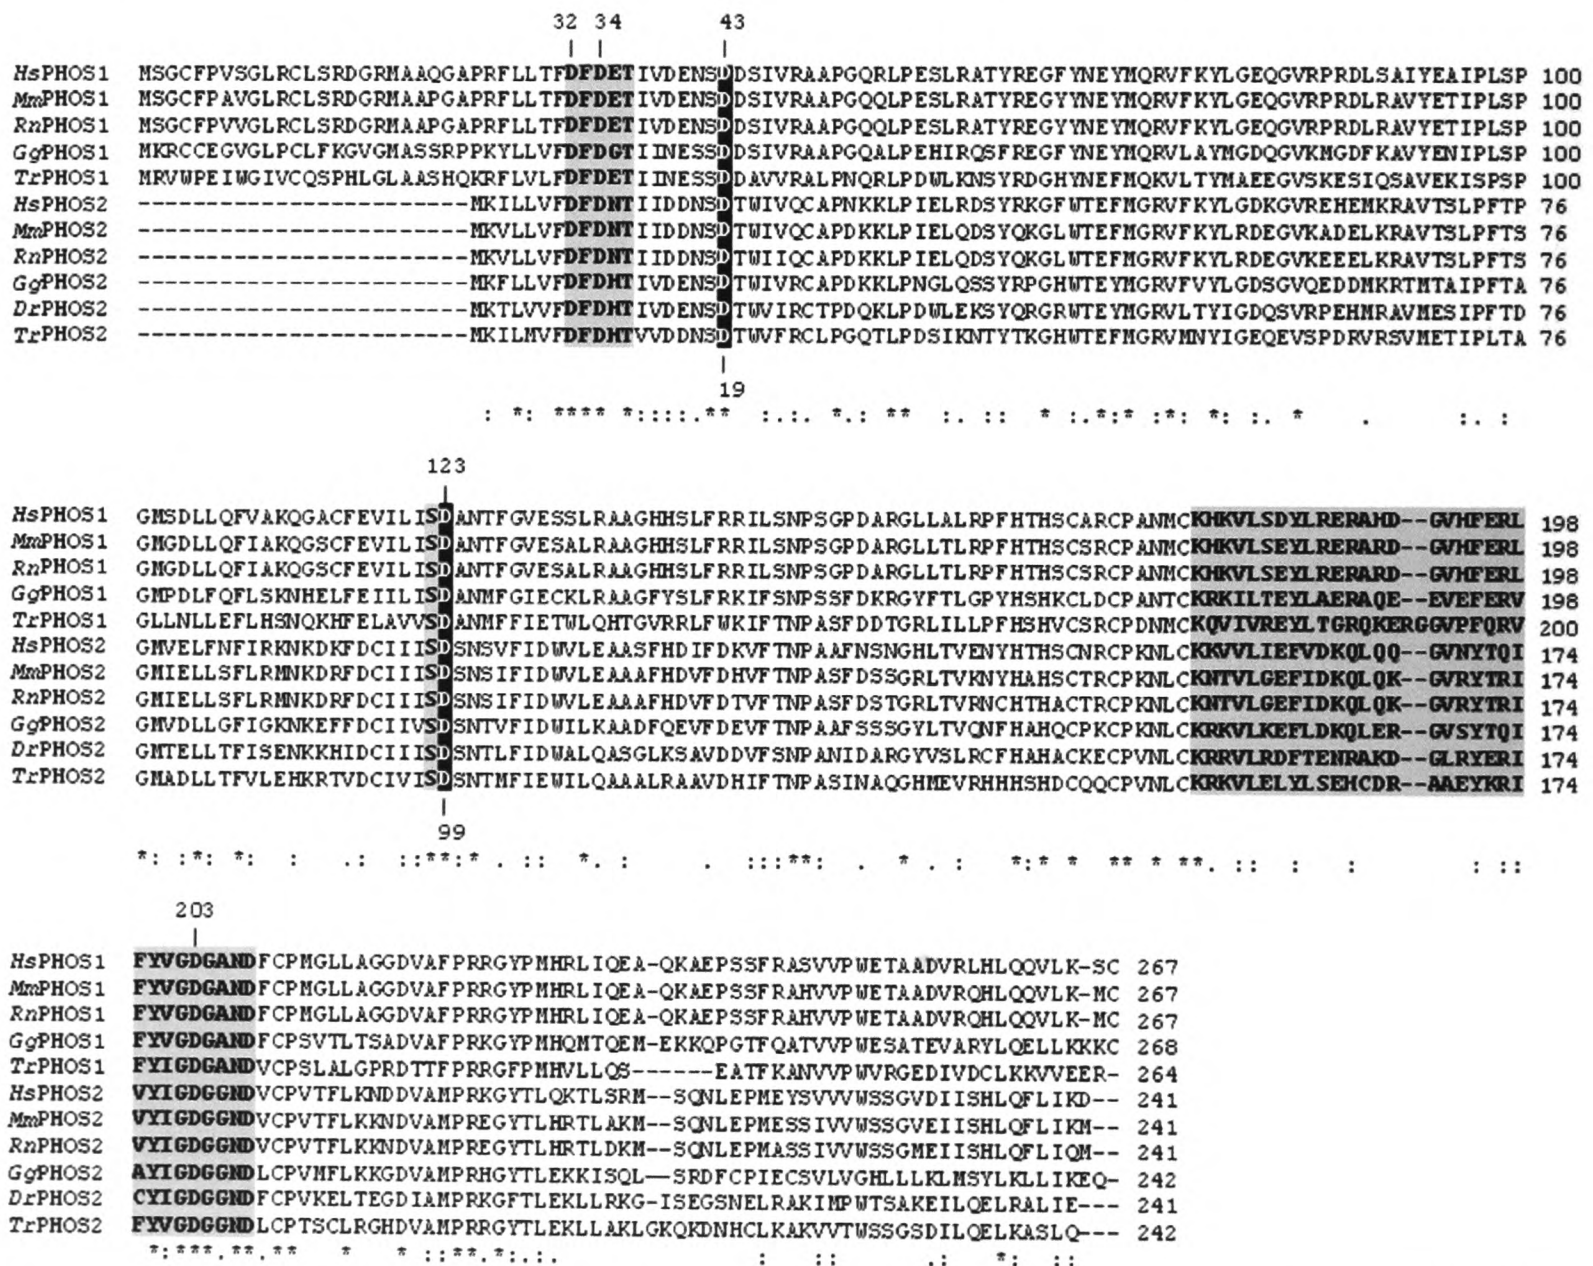 32 34 43
HsPHOS1 MSGCFPVSGLRCLSRDGRMAAQGAPRFLLTFDFDETIVDENSDDSIVRAAPGQRLPESLRATYREGFYNEYMQRVFKYLGEQGVRPRDLSAIYEAIPLSP 100
MmPHOS1 MSGCFPAVGLRCLSRDGRMAAPGAPRFLLTFDFDETIVDENSDDSIVRAAPGQQLPESLRATYREGYYNEYMQRVFKYLGEQGVRPRDLRAVYETIPLSP 100
RnPHOS1 MSGCFPVVGLRCLSRDGRMAAPGAPRFLLTFDFDETIVDENSDDSIVRAAPGQQLPESLRATYREGYYNEYMQRVFKYLGEQGVRPRDLRAVYETIPLSP 100
GgPHOS1 MKRCCEGVGLPCLFKGVGMASSRPPKYLLVFDFDGTIINESSDDSIVRAAPGQALPEHIRQSFREGFYNEYMQRVLAYMGDQGVKMGDFKAVYENIPLSP 100
TrPHOS1 MRVWPEIWGIVCQSPHLGLAASHQKRFLVLFDFDETIINESSDDAVVRALPNQRLPDWLKNSYRDGHYNEFMQKVLTYMAEEGVSKESIQSAVEKISPSP 100
HsPHOS2 ------------------------MKILLVFDFDNTIIDDNSDTWIVQCAPNKKLPIELRDSYRKGFWTEFMGRVFKYLGDKGVREHEMKRAVTSLPFTP 76
MmPHOS2 ------------------------MKVLLVFDFDNTIIDDNSDTWIVQCAPDKKLPIELQDSYQKGLWTEFMGRVFKYLRDEGVKADELKRAVTSLPFTS 76
RnPHOS2 ------------------------MKVLLVFDFDNTIIDDNSDTWIIQCAPDKKLPIELQDSYQKGLWTEYMGRVFKYLRDEGVKEEELKRAVTSLPFTS 76
GgPHOS2 ------------------------MKFLLVFDFDHTIVDENSDTWIVRCAPDKKLPNGLQSSYRPGHWTEYMGRVFVYLGDSGVQEDDMKRTMTAIPFTA 76
DrPHOS2 ------------------------MKTLVVFDFDHTIVDENSDTWVIRCTPDQKLPDWLEKSYQRGRWTEYMGRVLTYIGDQSVRPEHMRAVMESIPFTD 76
TrPHOS2 ------------------------MKILMVFDFDHTVVDDNSDTWVFRCLPGQTLPDSIKNTYTKGHWTEFMGRVMNYIGEQEVSPDRVRSVMETIPLTA 76
19
: *: **** *::::.** :.:. *.: ** :. :: * :.*:* :*: *: :. * . :. :
123
HsPHOS1 GMSDLLQFVAKQGACFEVILISDANTFGVESSLRAAGHHSLFRRILSNPSGPDARGLLALRPFHTHSCARCPANMCKHKVLSDYLRERAHD--GVHFERL 198
MmPHOS1 GMGDLLQFIAKQGSCFEVILISDANTFGVESALRAAGHHSLFRRILSNPSGPDARGLLTLRPFHTHSCSRCPANMCKHKVLSEYLRERARD--GVHFERL 198
RnPHOS1 GMGDLLQFIAKQGSCFEVILISDANTFGVESALRAAGHHSLFRRILSNPSGPDARGLLTLRPFHTHSCSRCPANMCKHKVLSEYLRERARD--GVHFERL 198
GgPHOS1 GMPDLFQFLSKNHELFEIILISDANMFGIECKLRAAGFYSLFRKIFSNPSSFDKRGYFTLGPYHSHKCLDCPANTCKRKILTEYLAERAQE--EVEFERV 198
TrPHOS1 GLLNLLEFLHSNQKHFELAVVSDANMFFIETWLQHTGVRRLFWKIFTNPASFDDTGRLILLPFHSHVCSRCPDNMCKQVIVREYLTGRQKERGGVPFQRV 200
HsPHOS2 GMVELFNFIRKNKDKFDCIIISDSNSVFIDWVLEAASFHDIFDKVFTNPAAFNSNGHLTVENYHTHSCNRCPKNLCKKVVLIEFVDKQLQQ--GVNYTQI 174
MmPHOS2 GMIELLSFLRMNKDRFDCIIISDSNSIFIDWVLEAAAFHDVFDHVFTNPASFDSSGRLTVKNYHAHSCTRCPKNLCKNTVLGEFIDKQLQK--GVRYTRI 174
RnPHOS2 GMIELLSFLRMNKDRFDCIIISDSNSIFIDWVLEAAAFHDVFDTVFTNPASFDSTGRLTVRNCHTHACTRCPKNLCKNTVLGEFIDKQLQK--GVRYTRI 174
GgPHOS2 GMVDLLGFIGKNKEFFDCIIVSDSNTVFIDWILKAADFQEVFDEVFTNPAAFSSSGYLTVQNFHAHQCPKCPKNLCKRKVLKEFLDKQLER--GVSYTQI 174
DrPHOS2 GMTELLTFISENKKHIDCIIISDSNTLFIDWALQASGLKSAVDDVFSNPANIDARGYVSLRCFHAHACKECPVNLCKRRVLRDFTENRAKD--GLRYERI 174
TrPHOS2 GMADLLTFVLEHKRTVDCIVISDSNTMFIEWILQAAALRAAVDHIFTNPASINAQGHMEVRHHHSHDCQQCPVNLCKRKVLELYLSEHCDR--AAEYKRI 174
99
*: :*: *: : .: ::**:* . :: *. : . :::**: * . : *:* * ** * **. :: : : : ::
203
HsPHOS1 FYVGDGANDFCPMGLLAGGDVAFPRRGYPMHRLIQEA-QKAEPSSFRASVVPWETAADVRLHLQQVLK-SC 267
MmPHOS1 FYVGDGANDFCPMGLLAGGDVAFPRRGYPMHRLIQEA-QKAEPSSFRAHVVPWETAADVRQHLQQVLK-MC 267
RnPHOS1 FYVGDGANDFCPMGLLAGGDVAFPRRGYPMHRLIQEA-QKAEPSSFRAHVVPWETAADVRQHLQQVLK-MC 267
GgPHOS1 FYVGDGANDFCPSVTLTSADVAFPRKGYPMHQMTQEM-EKKQPGTFQATVVPWESATEVARYLQELLKKKC 268
TrPHOS1 FYIGDGANDVCPSLALGPRDTTFPRRGFPMHVLLQS------EATFKANVVPWVRGEDIVDCLKKVVEER- 264
HsPHOS2 VYIGDGGNDVCPVTFLKNDDVAMPRKGYTLQKTLSRM--SQNLEPMEYSVVVWSSGVDIISHLQFLIKD-- 241
MmPHOS2 VYIGDGGNDVCPVTFLKKNDVAMPREGYTLHRTLAKM--SQNLEPMESSIVVWSSGVEIISHLQFLIKM-- 241
RnPHOS2 VYIGDGGNDVCPVTFLKKNDVAMPREGYTLHRTLDKM--SQNLEPMASSIVVWSSGMEIISHLQFLIQM-- 241
GgPHOS2 AYIGDGGNDLCPVMFLKKGDVAMPRHGYTLEKKISQL--SRDFCPIECSVLVGHLLLKLMSYLKLLIKEQ- 242
DrPHOS2 CYIGDGGNDFCPVKELTEGDIAMPRKGFTLEKLLRKG-ISEGSNELRAKIMPWTSAKEILQELRALIE--- 241
TrPHOS2 FYVGDGGNDLCPTSCLRGHDVAMPRRGYTLEKLLAKLGKQKDNHCLKAKVVTWSSGSDILQELKASLQ--- 242
*:***.**.** * * ::**.*:.:. : :: .: *: ::